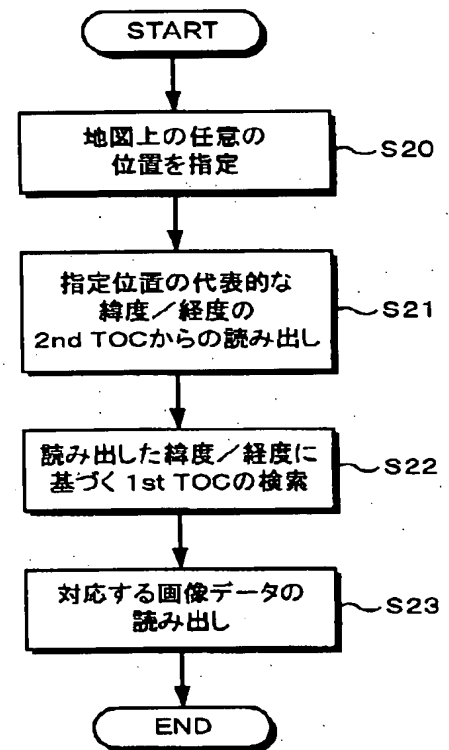 START
地図上の任意の
位置を指定
S20
指定位置の代表的な
緯度／経度の
2nd TOCからの読み出し
S21
読み出した緯度／経度に
基づく1st TOCの検索
S22
対応する画像データの
読み出し
S23
END